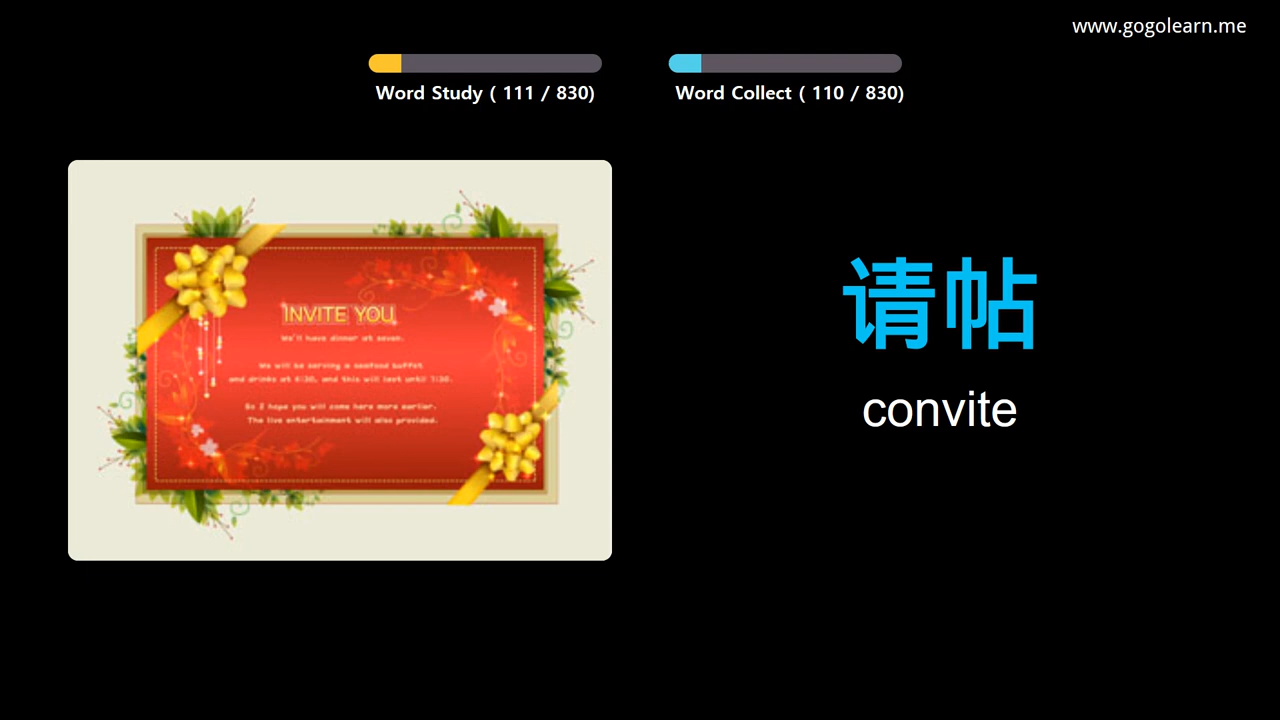 www.gogolearn.me
Word Study ( 111 / 830)
Word Collect ( 110 / 830)
INVITE YOU
We'll have dinner at seven.
We will be serving a seafood buffet
and drinks at 6:30, and this will last until 1:30.
So I hope you will come here more earlier.
The live entertainment will also provided.
请帖
convite